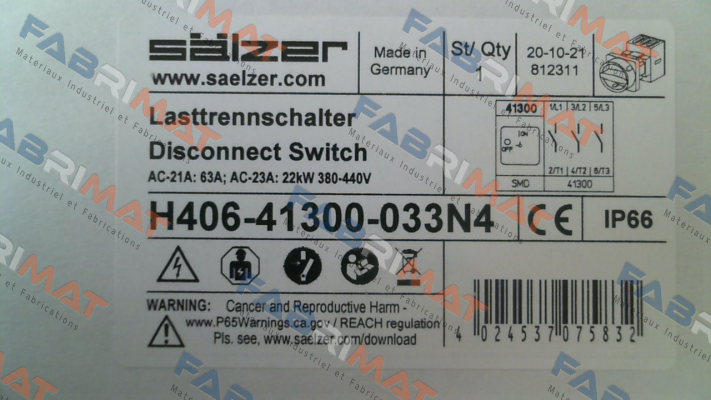 sälzer
www.saelzer.com
Made in
Germany
St/ Qty
1
20-10-21
812311
Lasttrennschalter
Disconnect Switch
AC-21A: 63A; AC-23A: 22kW 380-440V
41300
1/L1 3/L2 5/L3
ON
OFF
2/T1 4/T2 6/T3
SMD 41300
H406-41300-033N4
CE
IP66
WARNING: Cancer and Reproductive Harm -
www.P65Warnings.ca.gov / REACH regulation
Pls. see, www.saelzer.com/download
4 024537 075832
FABRIMAT
Materiaux Industriel et Fabrications